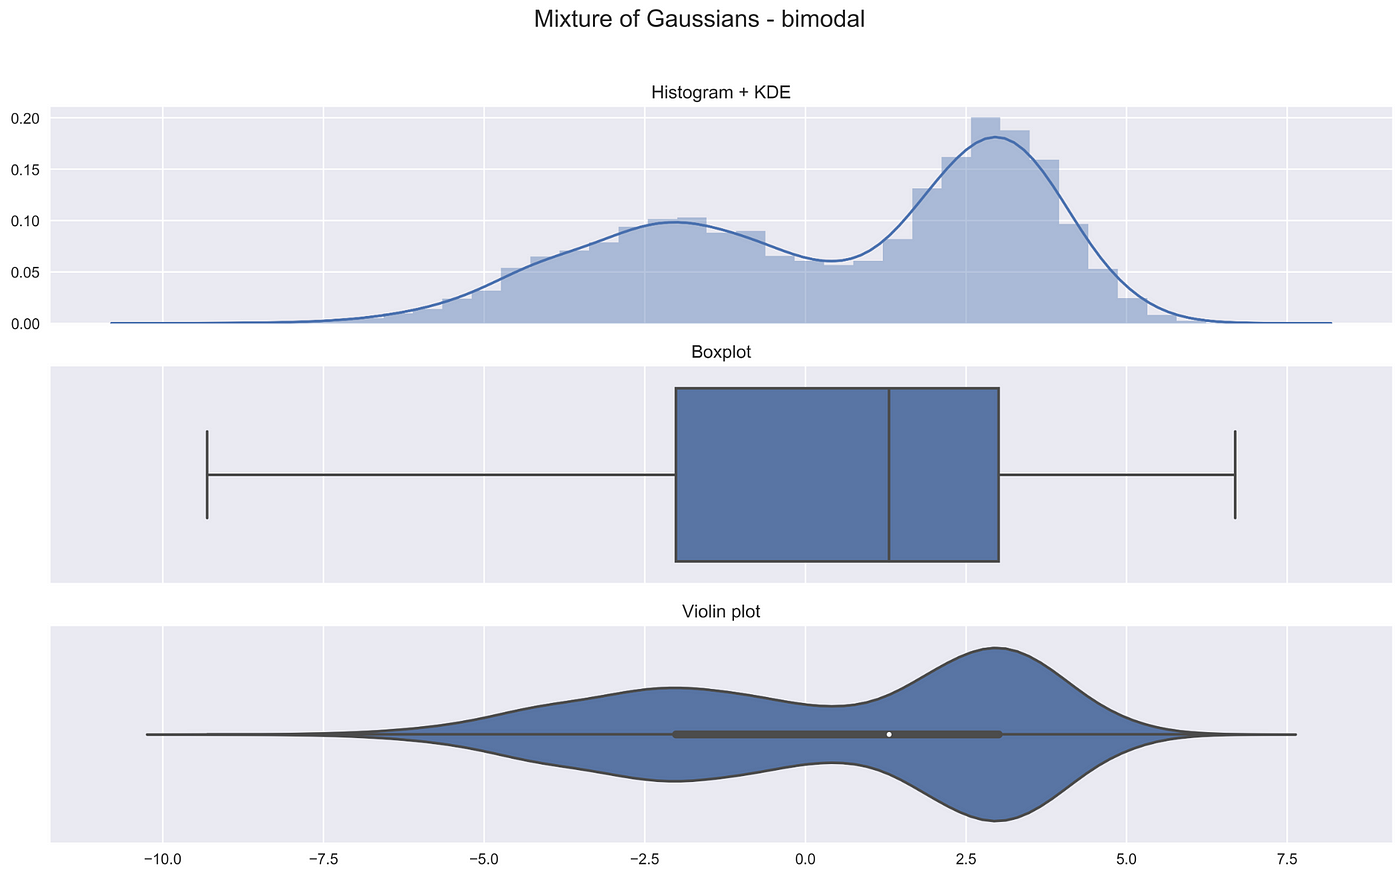 Mixture of Gaussians - bimodal
Histogram + KDE
0.20
0.15
0.10
0.05
0.00
Boxplot
Violin plot
−10.0 −7.5 −5.0 −2.5 0.0 2.5 5.0 7.5